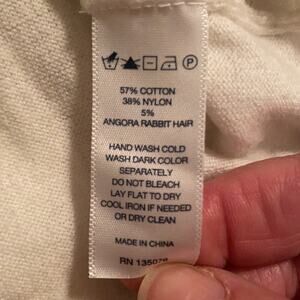 P
57% COTTON
38% NYLON
5%
ANGORA RABBIT HAIR
HAND WASH COLD
WASH DARK COLOR
SEPARATELY
DO NOT BLEACH
LAY FLAT TO DRY
COOL IRON IF NEEDED
OR DRY CLEAN
MADE IN CHINA
RN